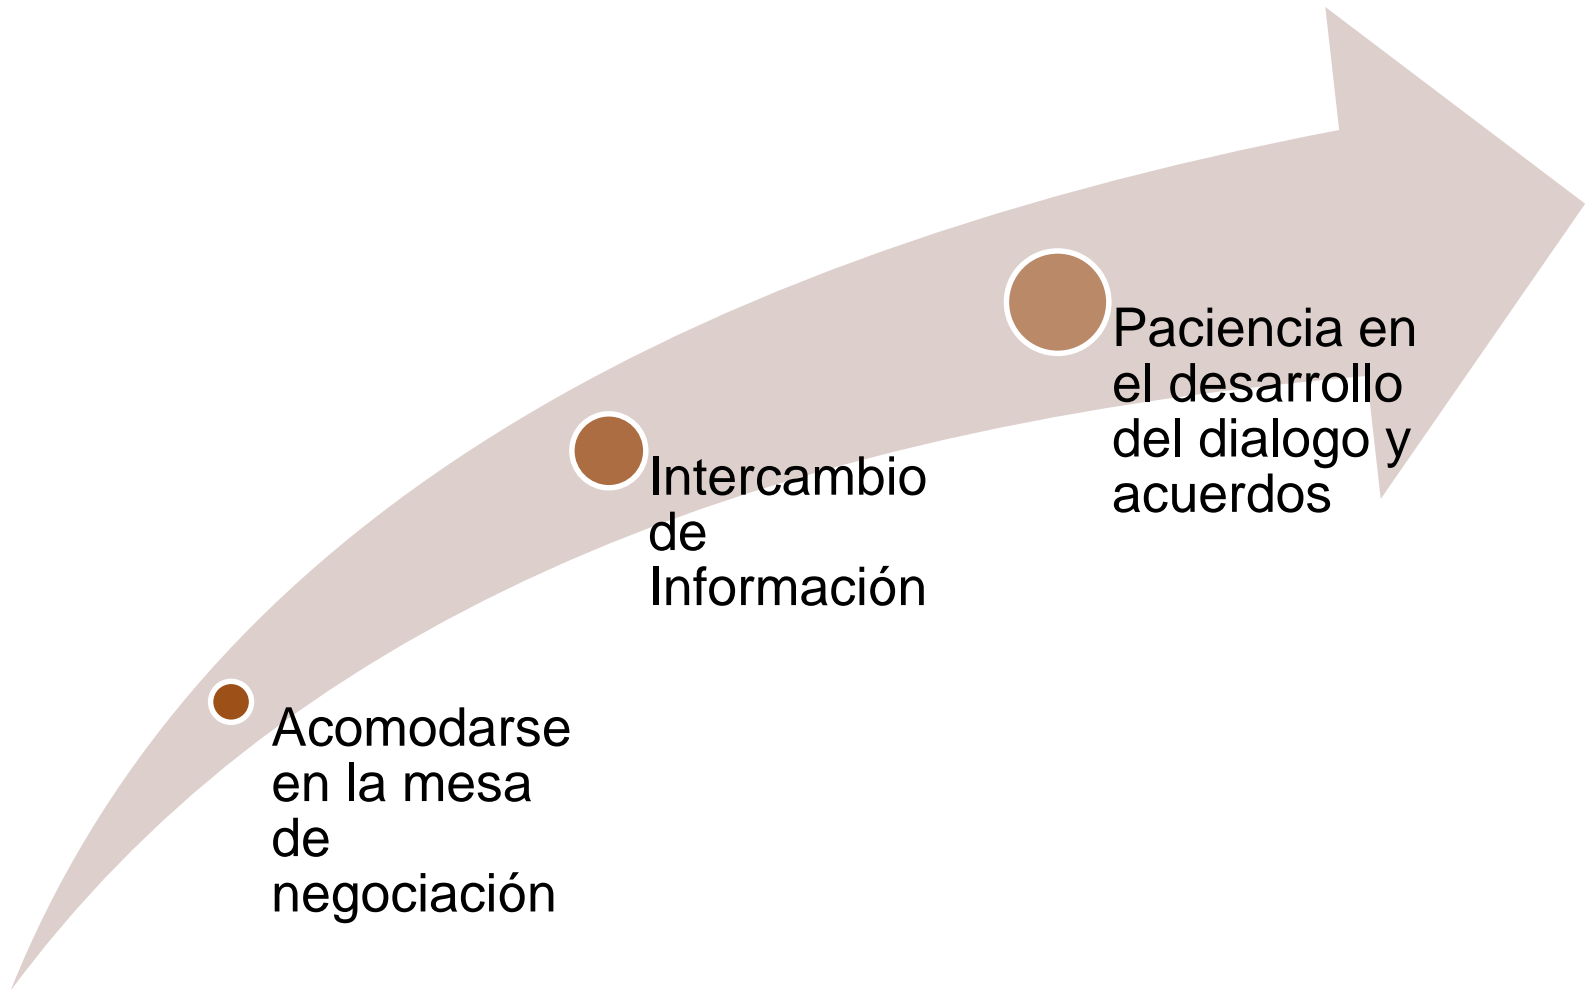 Acomodarse
en la mesa
de
negociación
Intercambio
de
Información
Paciencia en
el desarrollo
del dialogo y
acuerdos